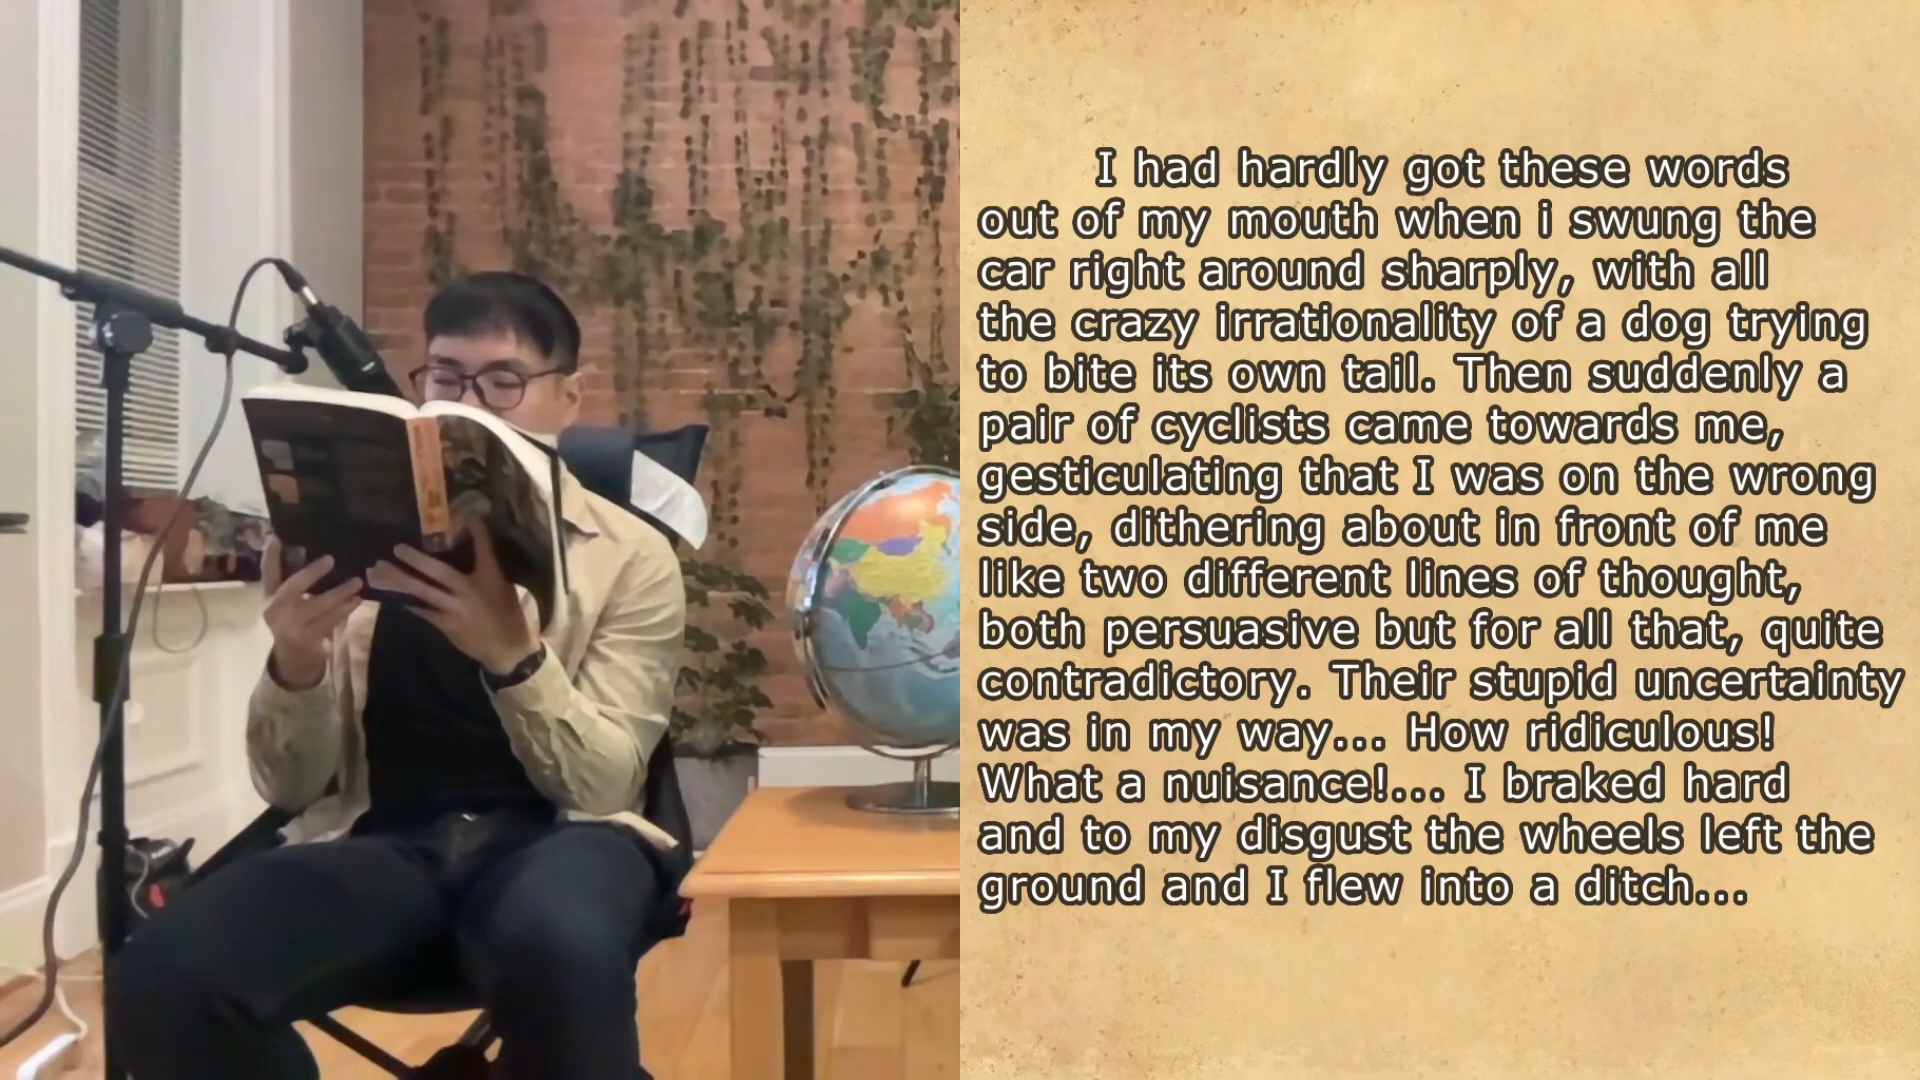 I had hardly got these words
out of my mouth when i swung the
car right around sharply, with all
the crazy irrationality of a dog trying
to bite its own tail. Then suddenly a
pair of cyclists came towards me,
gesticulating that I was on the wrong
side, dithering about in front of me
like two different lines of thought,
both persuasive but for all that, quite
contradictory. Their stupid uncertainty
was in my way... How ridiculous!
What a nuisance!... I braked hard
and to my disgust the wheels left the
ground and I flew into a ditch...